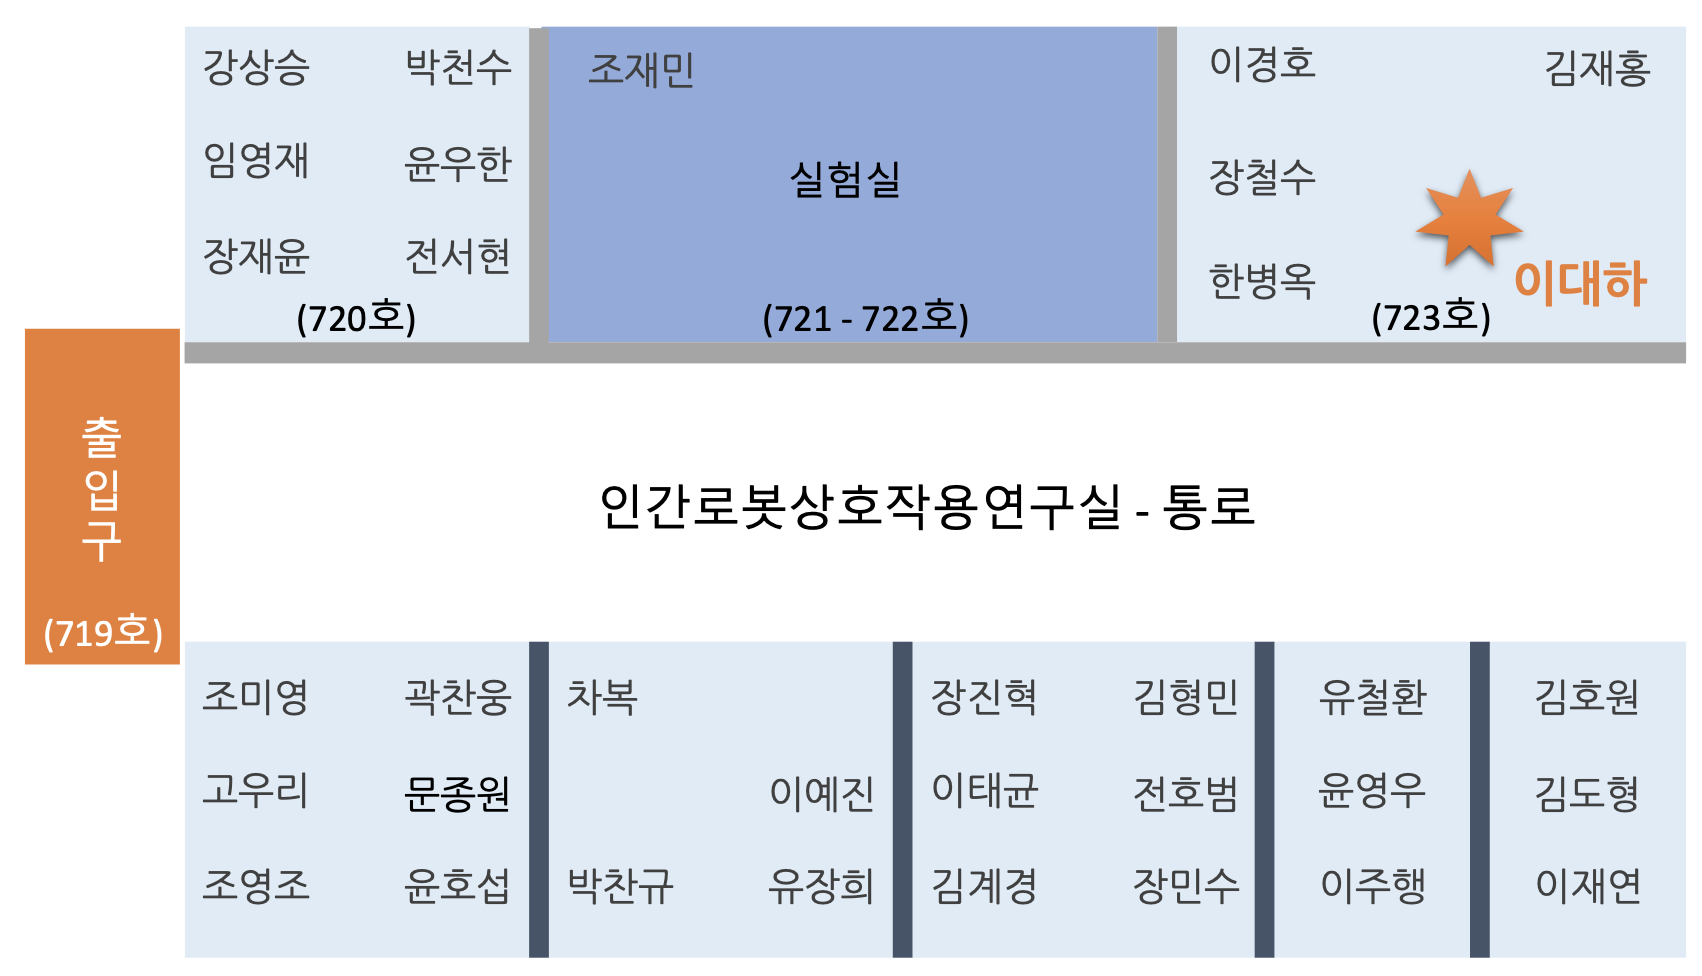 강상승 박천수
임영재 윤우한
장재윤 전서현
(720호)
조재민
실험실
(721 - 722호)
이경호 김재홍
장철수
한병옥 이대하
(723호)
출
입
구
(719호)
인간로봇상호작용연구실 - 통로
조미영 곽찬웅
고우리 문종원
조영조 윤호섭
차복
이예진
박찬규 유장희
장진혁 김형민
이태균 전호범
김계경 장민수
유철환
윤영우
이주행
김호원
김도형
이재연